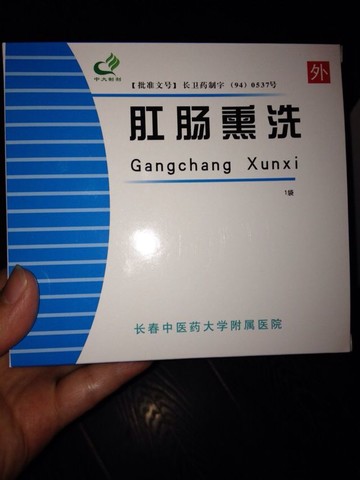 中大制剂
外
【批准文号】长卫药制字(94)0537号
肛肠熏洗
Gangchang Xunxi
1袋
长春中医药大学附属医院